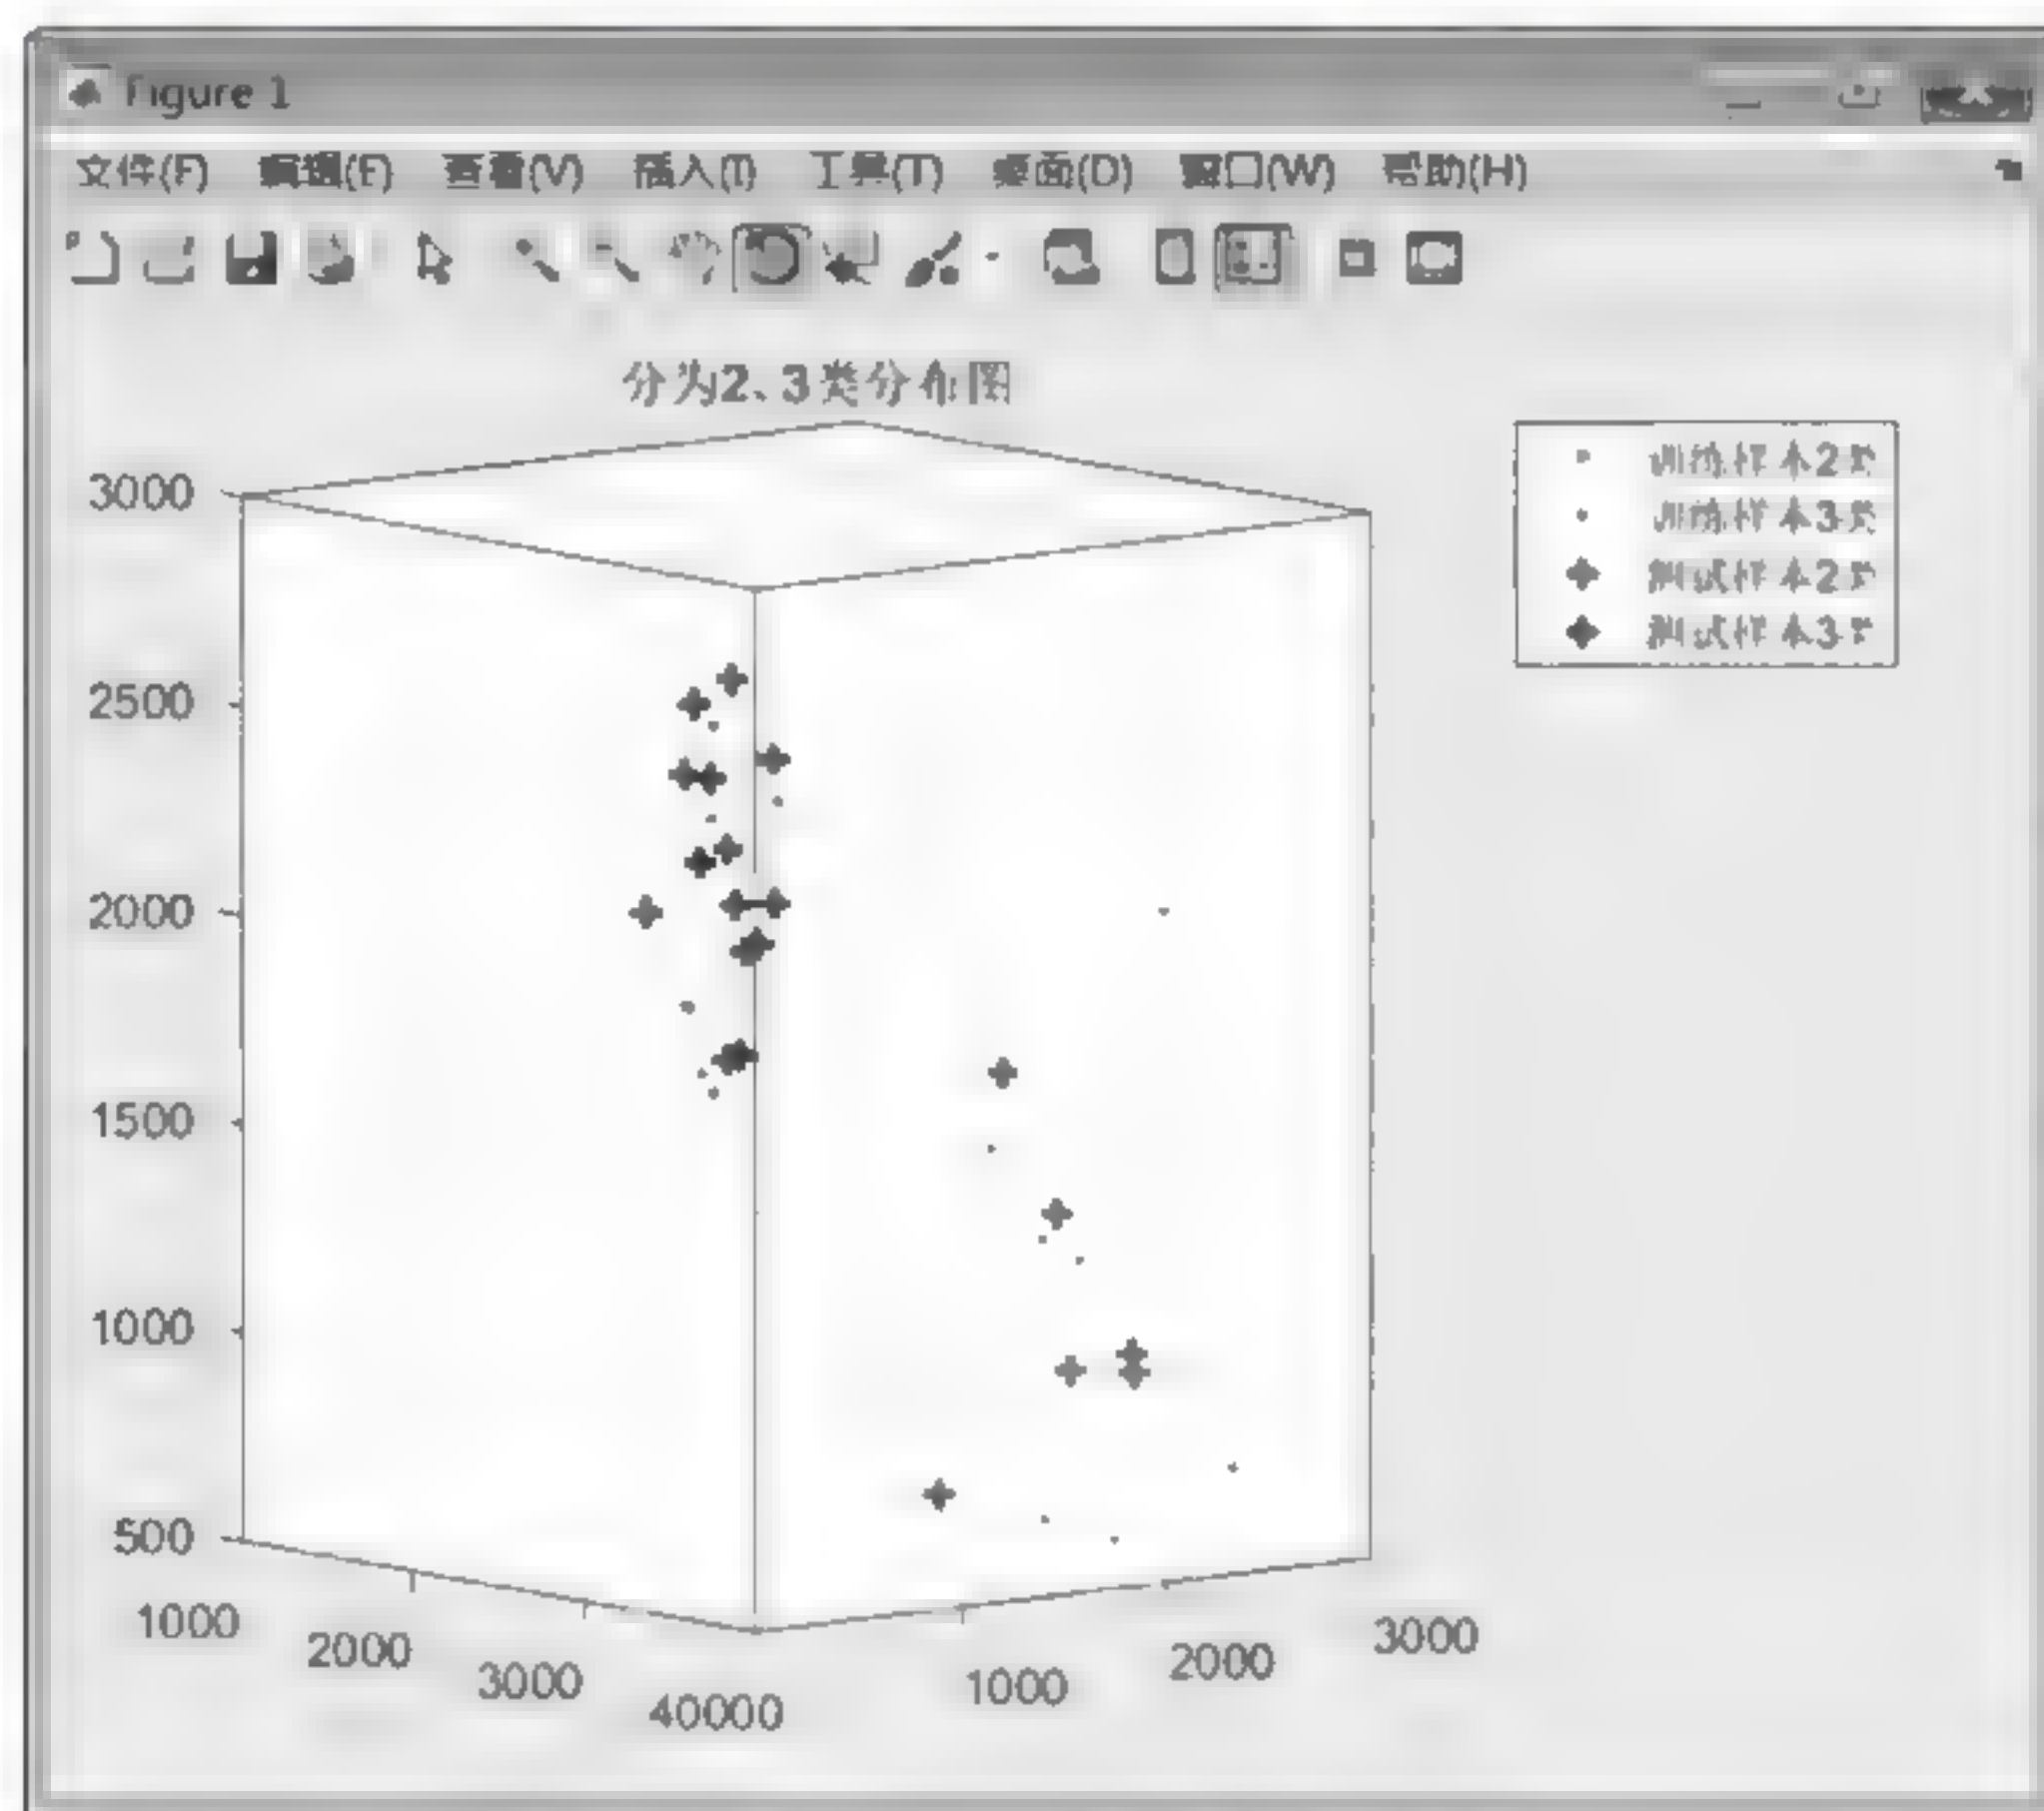 Figure 1
文件(F) 编辑(E) 查看(V) 插入(I) 工具(T) 桌面(D) 窗口(W) 帮助(H)
分为2、3类分布图
训练样本2类
训练样本3类
测试样本2类
测试样本3类
3000
2500
2000
1500
1000
500
1000
2000
3000
40000
1000
2000
3000